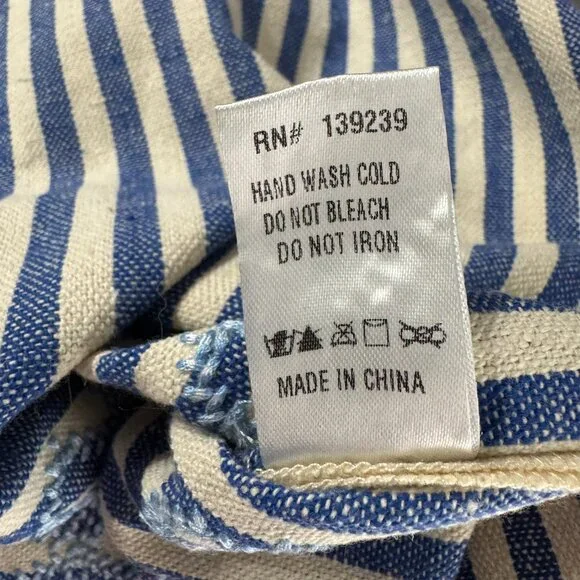 RN# 139239
HAND WASH COLD
DO NOT BLEACH
DO NOT IRON
MADE IN CHINA